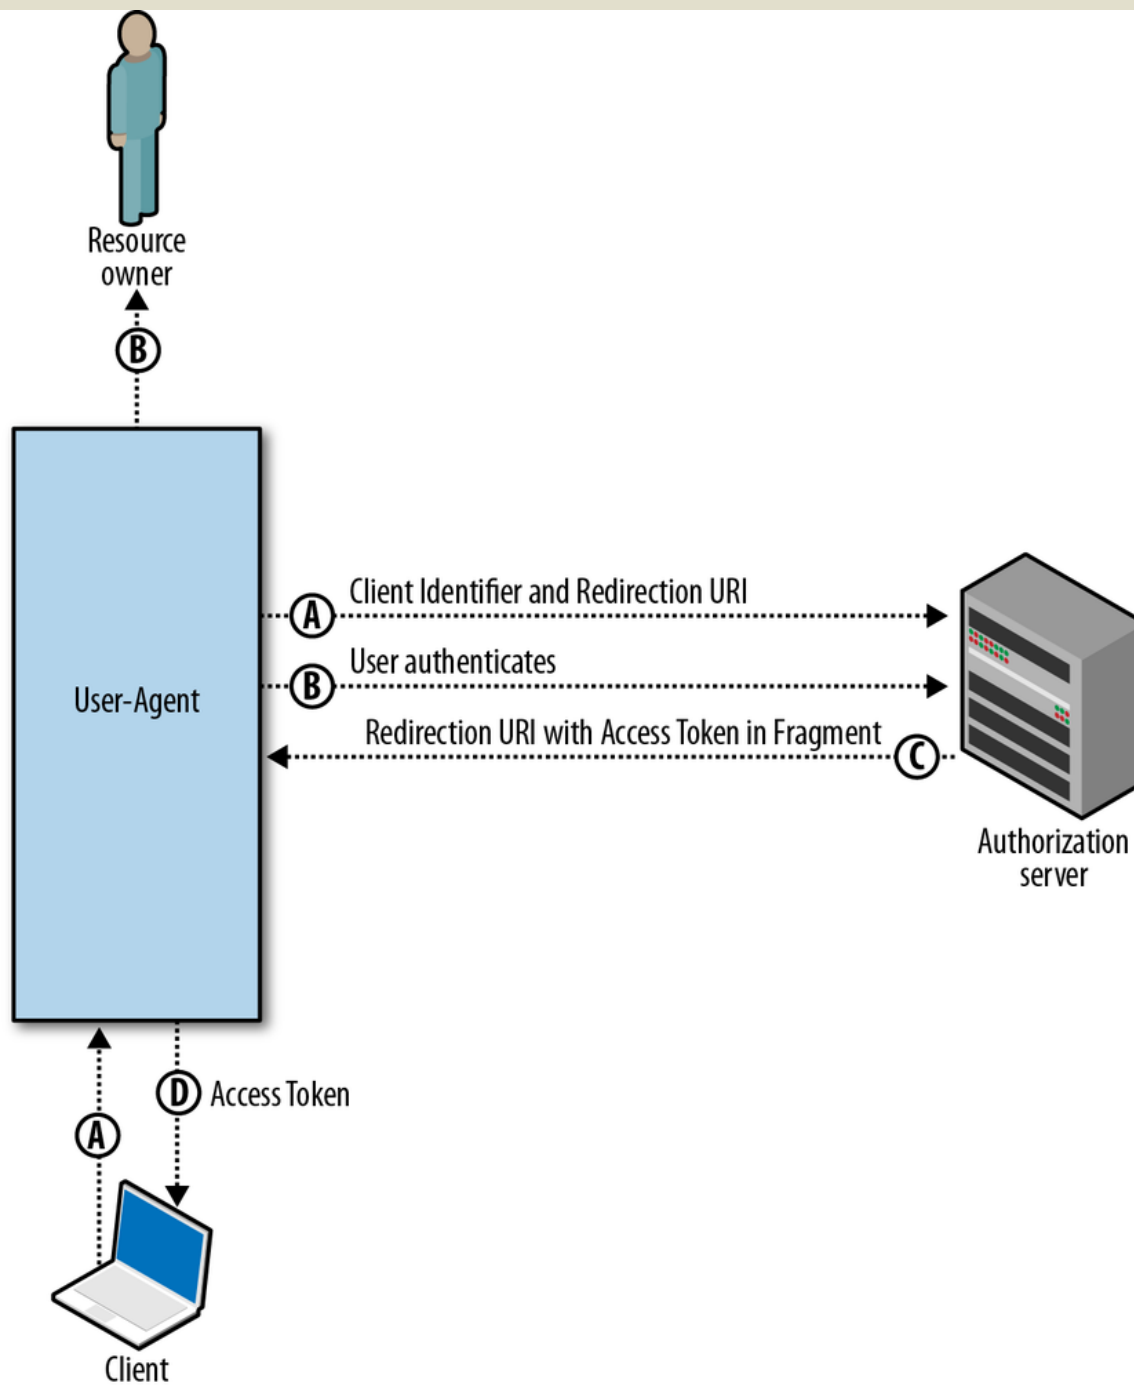 Resource
owner
B
A
Client Identifier and Redirection URI
B
User authenticates
User-Agent
Redirection URI with Access Token in Fragment
C
Authorization
server
D
Access Token
A
Client